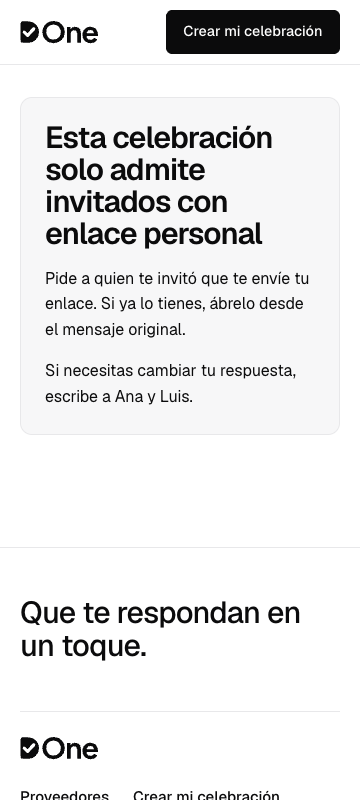 One
Crear mi celebración
Esta celebración
solo admite
invitados con
enlace personal
Pide a quien te invitó que te envíe tu
enlace. Si ya lo tienes, ábrelo desde
el mensaje original.
Si necesitas cambiar tu respuesta,
escribe a Ana y Luis.
Que te respondan en
un toque.
One
Proveedores Crear mi celebración